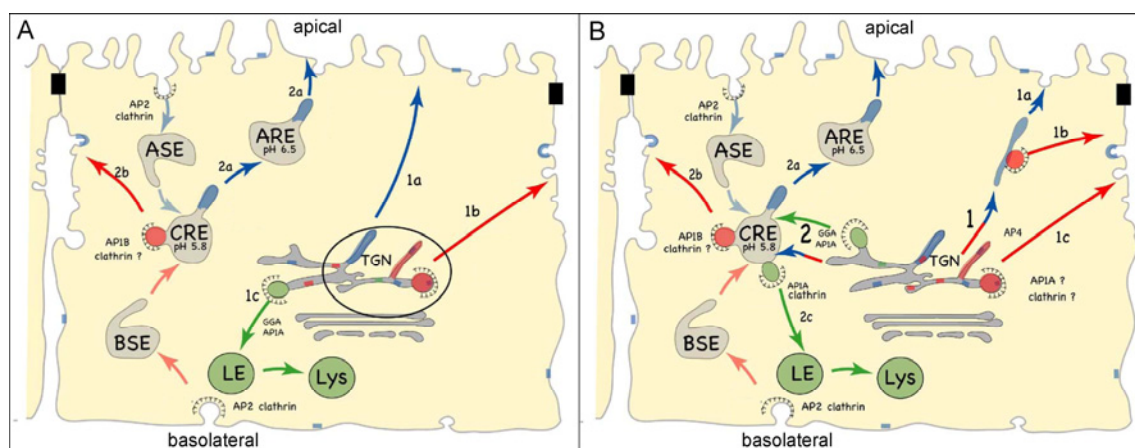 A
apical
AP2
clathrin
2a
ARE
pH 6.5
ASE
2a
1a
2b
CRE
pH 5.8
1b
AP1B
clathrin ?
TGN
1c
GGA
AP1A
BSE
LE
Lys
AP2 clathrin
basolateral
B
apical
AP2
clathrin
2a
ARE
pH 6.5
1a
1b
ASE
2a
2b
CRE
pH 5.8
2
GGA
AP1A
1
AP4
1c
AP1B
clathrin ?
TGN
AP1A
clathrin
AP1A ?
clathrin ?
2c
BSE
LE
Lys
AP2 clathrin
basolateral